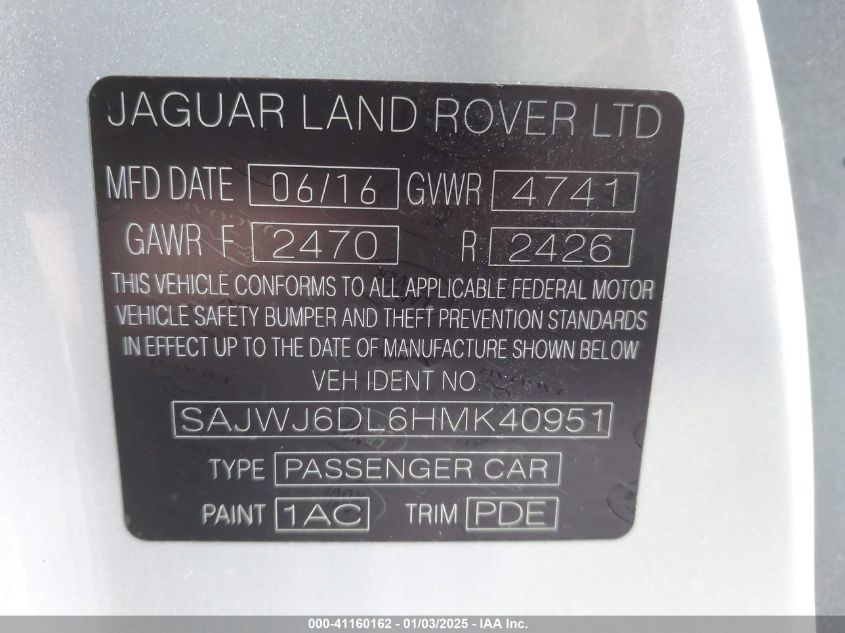 JAGUAR LAND ROVER LTD
MFD DATE 06/16 GVWR 4741
GAWR F 2470 R 2426
THIS VEHICLE CONFORMS TO ALL APPLICABLE FEDERAL MOTOR
VEHICLE SAFETY BUMPER AND THEFT PREVENTION STANDARDS
IN EFFECT UP TO THE DATE OF MANUFACTURE SHOWN BELOW
VEH IDENT NO
SAJWJ6DL6HMK40951
TYPE PASSENGER CAR
PAINT 1AC TRIM PDE
000-41160162 - 01/03/2025 - IAA Inc.